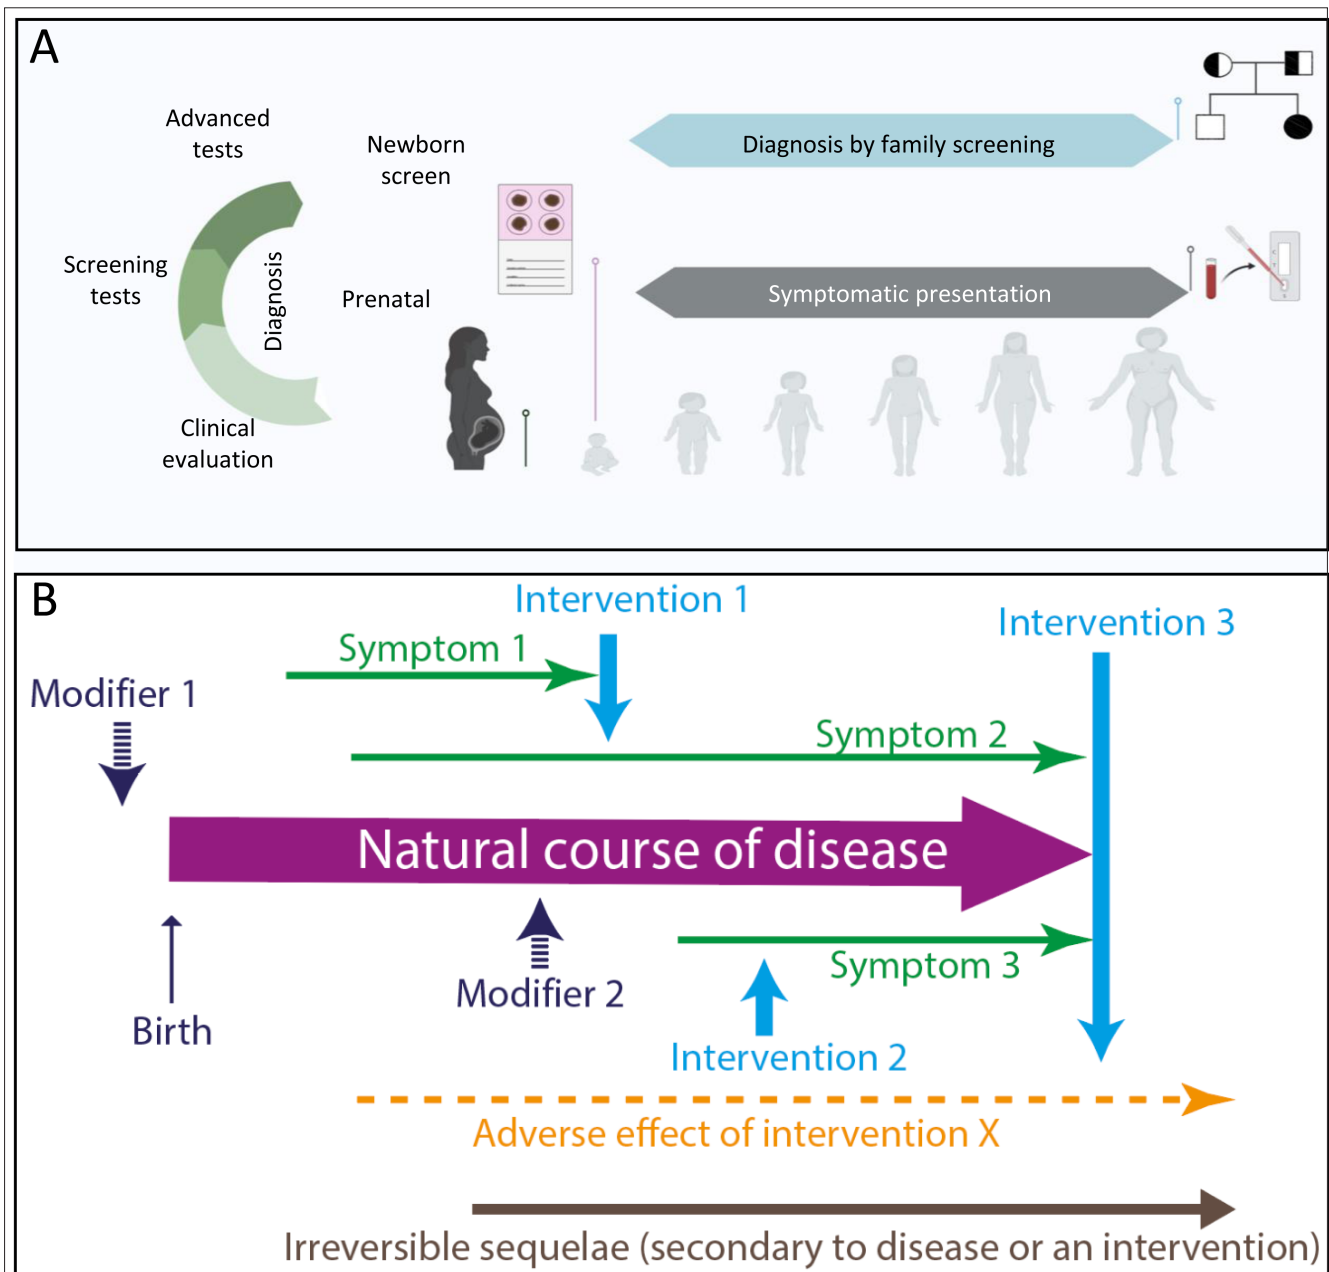 A
Advanced
tests
Newborn
screen
Diagnosis by family screening
Screening
tests
Diagnosis
Prenatal
Symptomatic presentation
Clinical
evaluation
B
Intervention 1
Intervention 3
Symptom 1
Modifier 1
Symptom 2
Natural course of disease
Symptom 3
Modifier 2
Birth
Intervention 2
Adverse effect of intervention X
Irreversible sequelae (secondary to disease or an intervention)